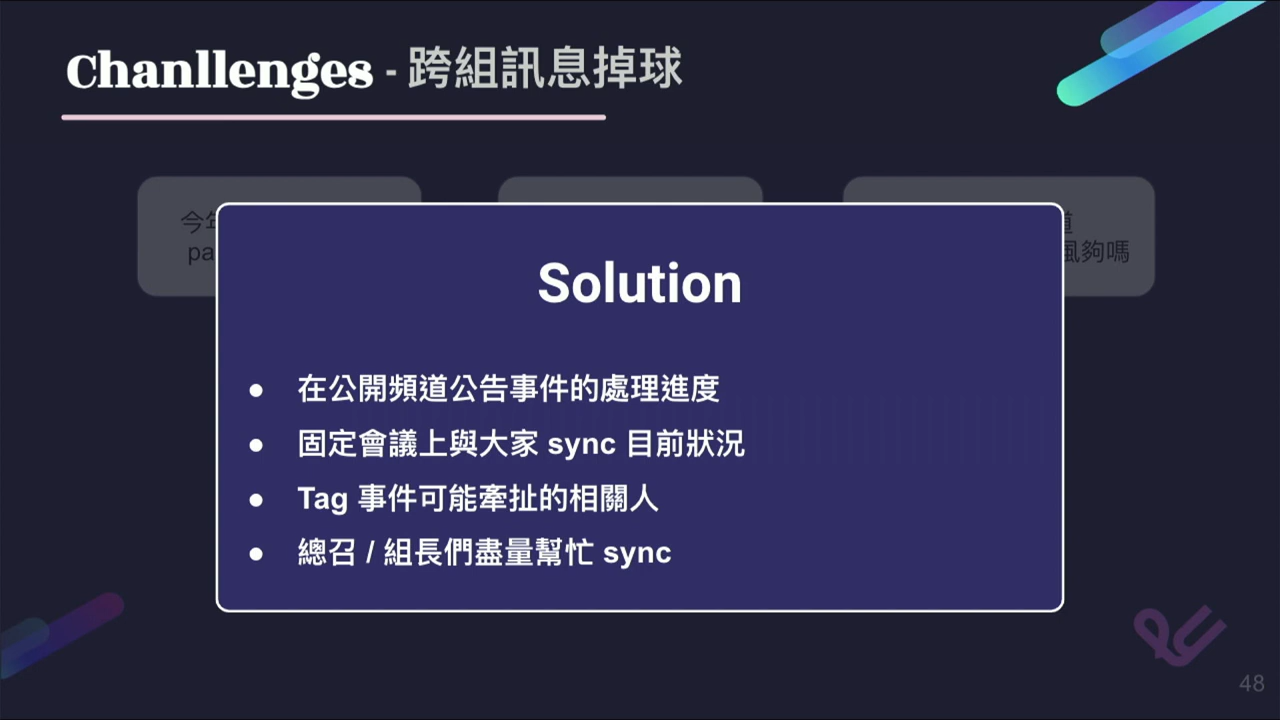 Chanllenges - 跨組訊息掉球
今年
pa
道
風夠嗎
Solution
● 在公開頻道公告事件的處理進度
● 固定會議上與大家 sync 目前狀況
● Tag 事件可能牽扯的相關人
● 總召 / 組長們盡量幫忙 sync
48